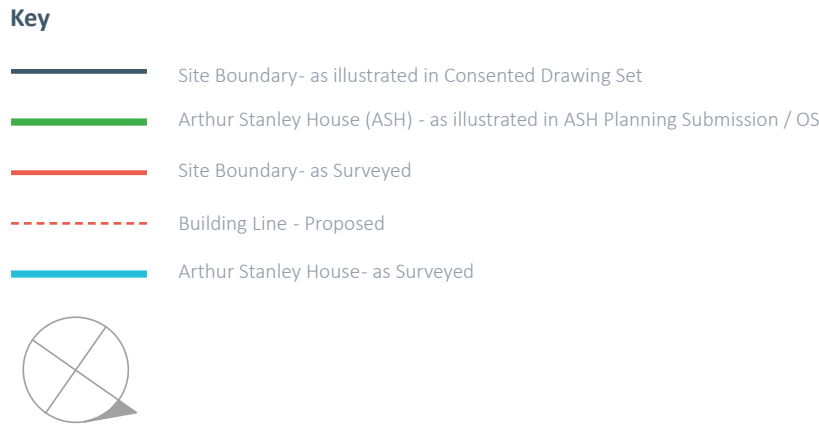 Key
Site Boundary- as illustrated in Consented Drawing Set
Arthur Stanley House (ASH) - as illustrated in ASH Planning Submission / OS
Site Boundary- as Surveyed
Building Line - Proposed
Arthur Stanley House- as Surveyed